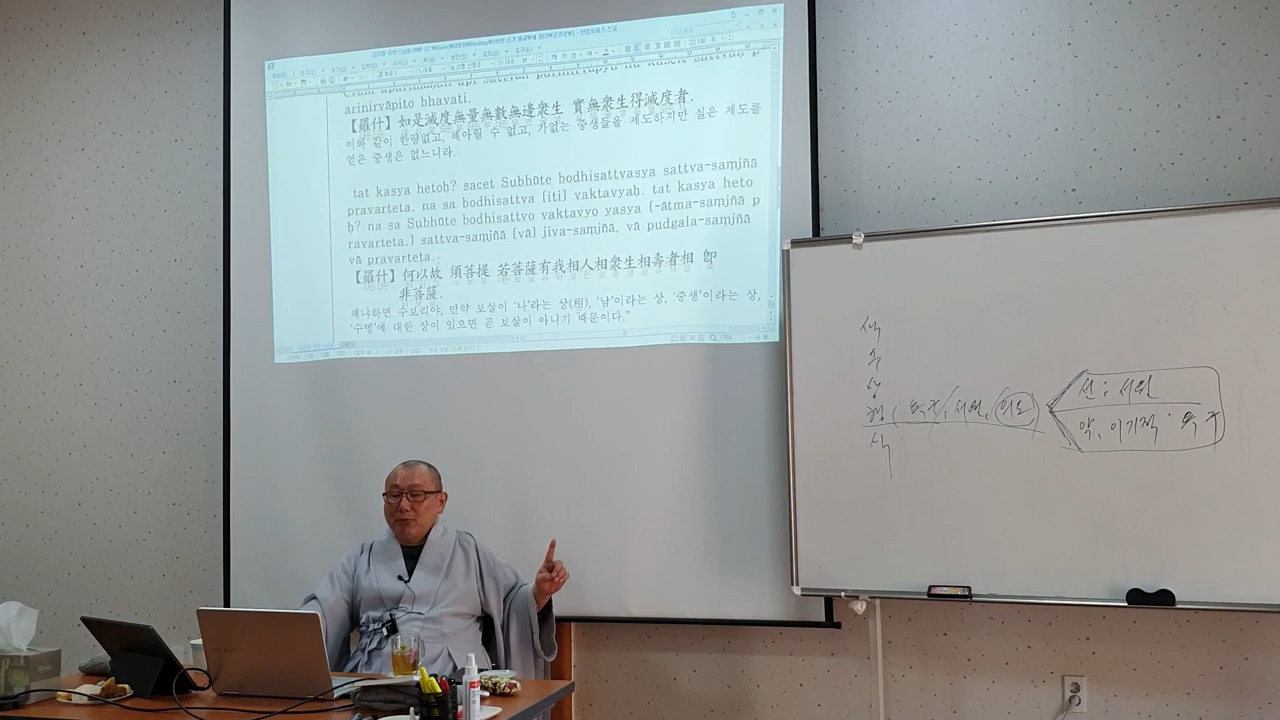 arinirvāpito bhavati.
【羅什】 如是滅度無量無數無邊衆生 實無衆生得滅度者.
이와 같이 한량없고, 헤아릴 수 없고, 가없는 중생들을 제도하지만 실은 제도를
얻은 중생은 없느니라.
tat kasya hetoḥ? sacet Subhūte bodhisattvasya sattva-saṃjñā
pravarteta. na sa bodhisattva (iti) vaktavyaḥ. tat kasya heto
ḥ? na sa Subhūte bodhisattvo vaktavyo yasya (-ātma-saṃjñā p
ravarteta.) sattva-saṃjñā (vā) jiva-saṃjñā. vā pudgala-saṃjñā
vā pravarteta.
【羅什】 何以故 須菩提 若菩薩有我相人相衆生相壽者相 卽
非菩薩.
왜냐하면 수보리야, 만약 보살이 ‘나’라는 상(相), ‘남’이라는 상, ‘중생’이라는 상,
‘수명’에 대한 상이 있으면 곧 보살이 아니기 때문이다.”
색
수
상
행 ( 욕구, 서원, 의도 )
식
선 : 서원
악, 이기적 욕구